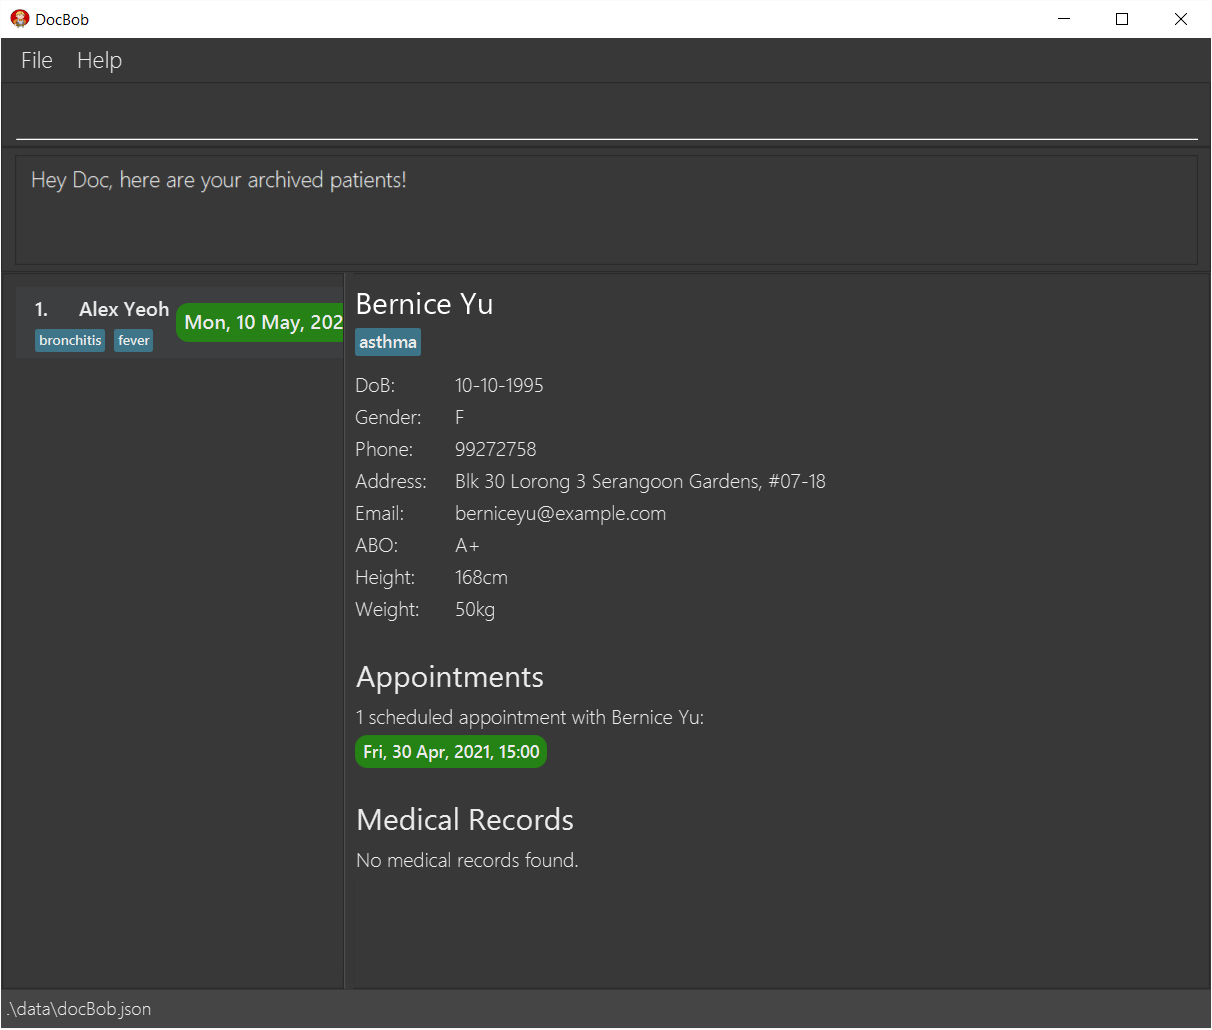 DocBob
File Help
Hey Doc, here are your archived patients!
1. Alex Yeoh
Mon, 10 May, 202
bronchitis fever
Bernice Yu
asthma
DoB: 10-10-1995
Gender: F
Phone: 99272758
Address: Blk 30 Lorong 3 Serangoon Gardens, #07-18
Email: berniceyu@example.com
ABO: A+
Height: 168cm
Weight: 50kg
Appointments
1 scheduled appointment with Bernice Yu:
Fri, 30 Apr, 2021, 15:00
Medical Records
No medical records found.
.\data\docBob.json